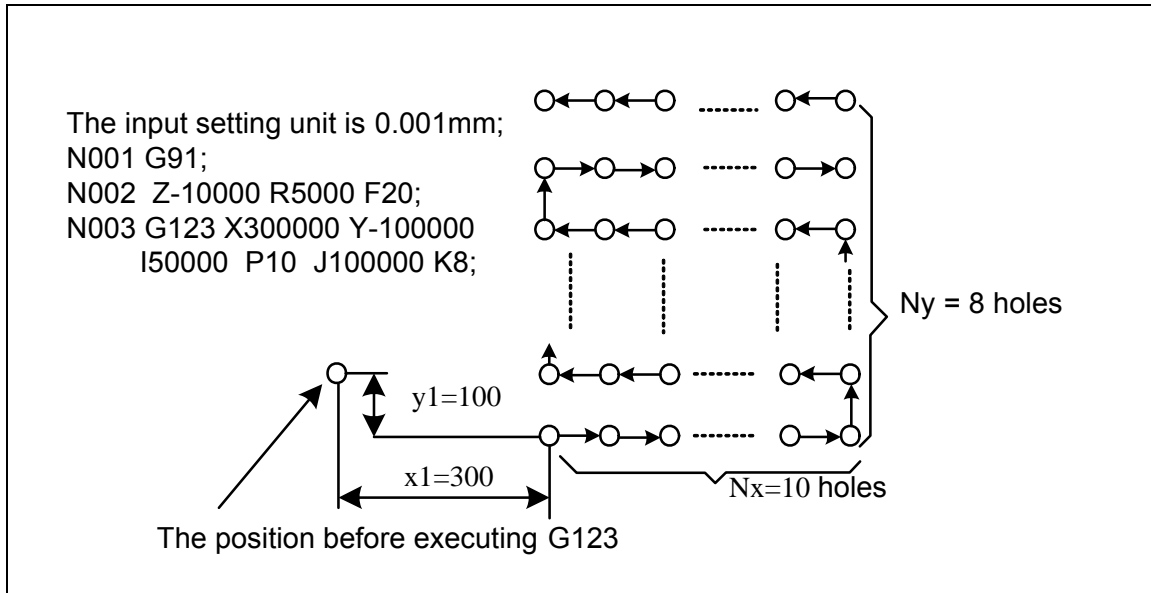 The input setting unit is 0.001mm;
N001 G91;
N002  Z-10000 R5000 F20;
N003 G123 X300000 Y-100000
I50000  P10  J100000 K8;
Ny = 8 holes
y1=100
x1=300
Nx=10 holes
The position before executing G123